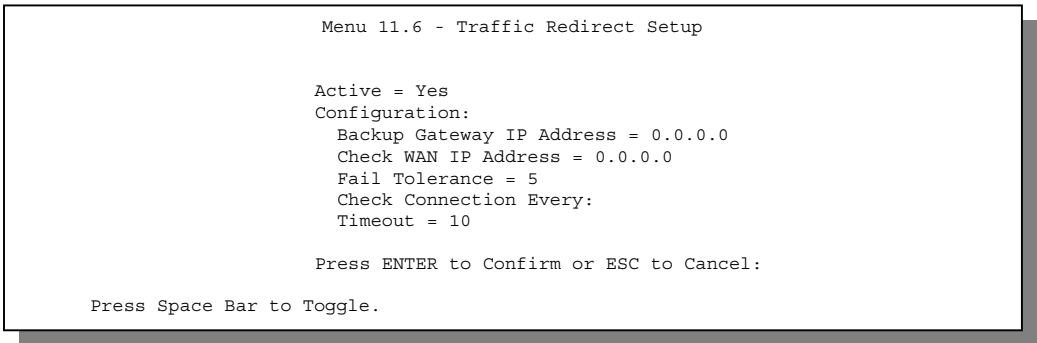 Menu 11.6 - Traffic Redirect Setup
Active = Yes
Configuration:
Backup Gateway IP Address = 0.0.0.0
Check WAN IP Address = 0.0.0.0
Fail Tolerance = 5
Check Connection Every:
Timeout = 10
Press ENTER to Confirm or ESC to Cancel:
Press Space Bar to Toggle.